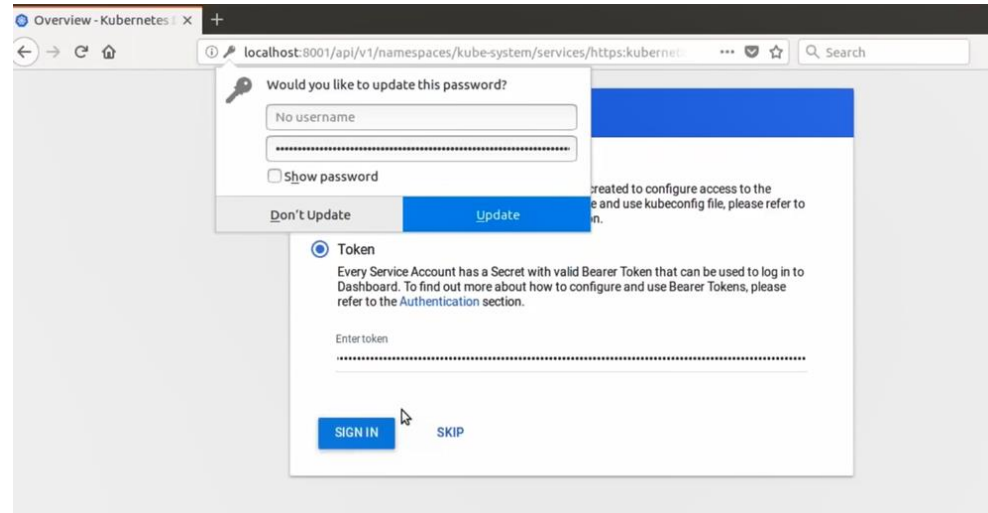 Overview - Kubernetes
localhost:8001/api/v1/namespaces/kube-system/services/https:kubernet
Search
Would you like to update this password?
No username
Show password
Don't Update
Update
created to configure access to the
and use kubeconfig file, please refer to
Token
Every Service Account has a Secret with valid Bearer Token that can be used to log in to
Dashboard. To find out more about how to configure and use Bearer Tokens, please
refer to the Authentication section.
Enter token
SIGN IN
SKIP